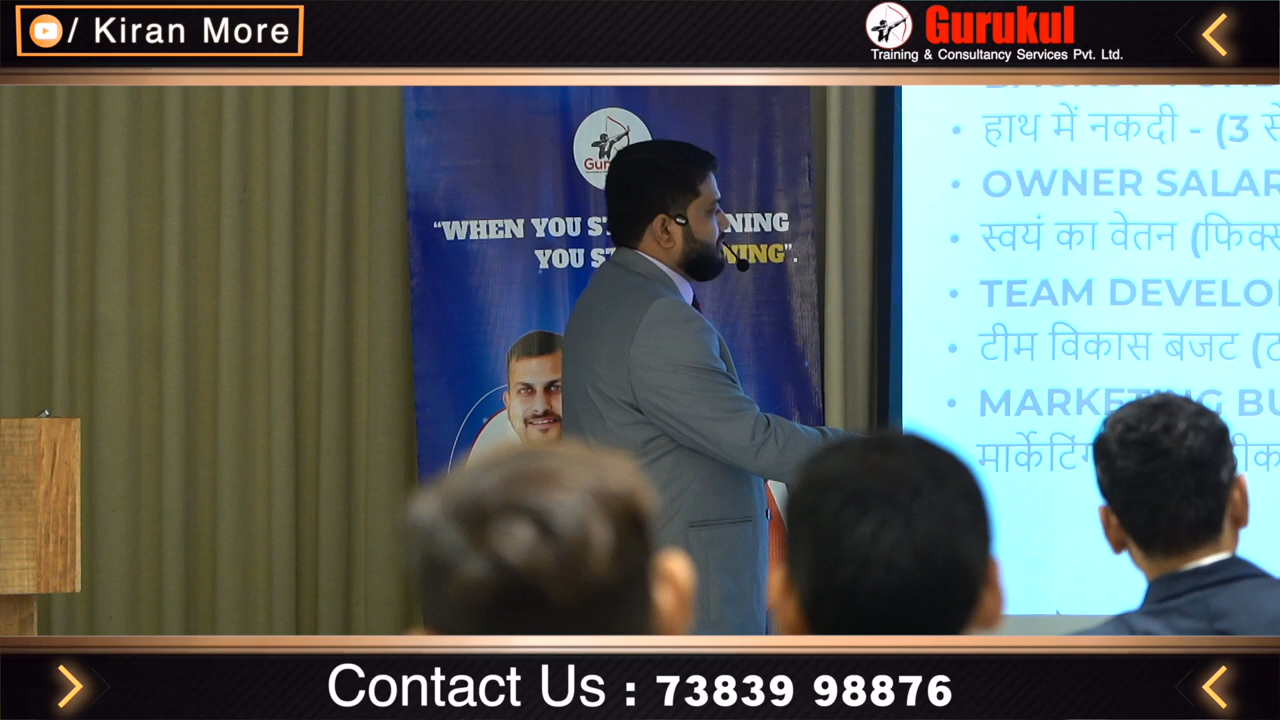 / Kiran More
Gurukul
Training & Consultancy Services Pvt. Ltd.
हाथ में नकदी - (3 से
OWNER SALAR
स्वयं का वेतन (फिक्स
TEAM DEVELO
टीम विकास बजट (ट
MARKETING BU
मार्केटिंग
"WHEN YOU ST NING
YOU ST NING".
Contact Us : 73839 98876